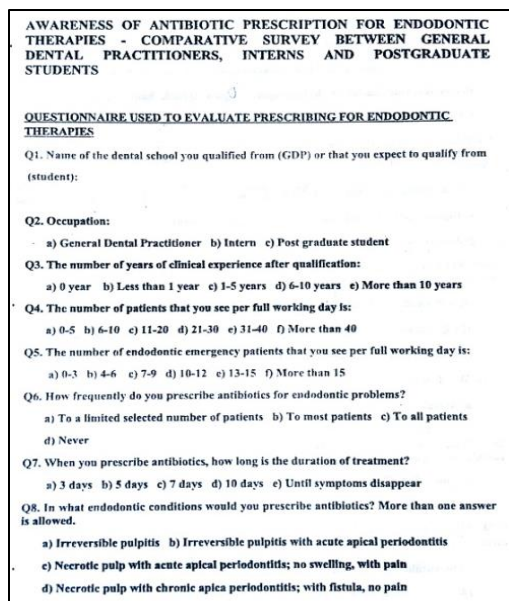 AWARENESS OF ANTIBIOTIC PRESCRIPTION FOR ENDODONTIC
THERAPIES - COMPARATIVE SURVEY BETWEEN GENERAL
DENTAL PRACTITIONERS, INTERNS AND POSTGRADUATE
STUDENTS
QUESTIONNAIRE USED TO EVALUATE PRESCRIBING FOR ENDODONTIC
THERAPIES
Q1. Name of the dental school you qualified from (GDP) or that you expect to qualify from
(student):
Q2. Occupation:
a) General Dental Practitioner b) Intern c) Post graduate student
Q3. The number of years of clinical experience after qualification:
a) 0 year b) Less than 1 year c) 1-5 years d) 6-10 years e) More than 10 years
Q4. The number of patients that you see per full working day is:
a) 0-5 b) 6-10 c) 11-20 d) 21-30 e) 31-40 f) More than 40
Q5. The number of endodontic emergency patients that you see per full working day is:
a) 0-3 b) 4-6 c) 7-9 d) 10-12 e) 13-15 f) More than 15
Q6. How frequently do you prescribe antibiotics for endodontic problems?
a) To a limited selected number of patients b) To most patients c) To all patients
d) Never
Q7. When you prescribe antibiotics, how long is the duration of treatment?
a) 3 days b) 5 days c) 7 days d) 10 days e) Until symptoms disappear
Q8. In what endodontic conditions would you prescribe antibiotics? More than one answer
is allowed.
a) Irreversible pulpitis b) Irreversible pulpitis with acute apical periodontitis
c) Necrotic pulp with acute apical periodontitis; no swelling, with pain
d) Necrotic pulp with chronic apica periodontitis; with fistula, no pain